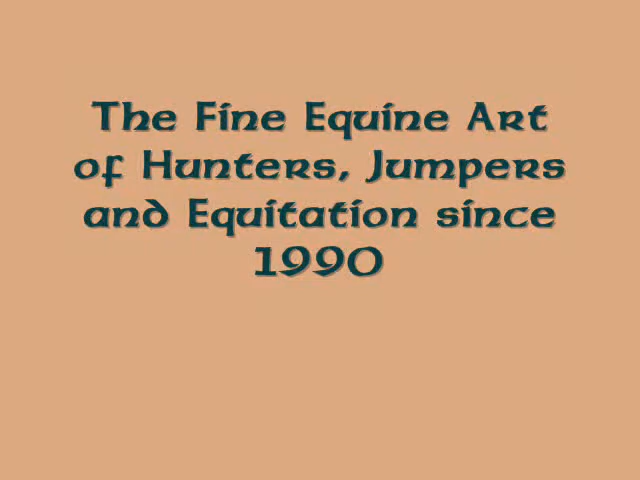 The Fine Equine Art
of Hunters, Jumpers
and Equitation since
1990